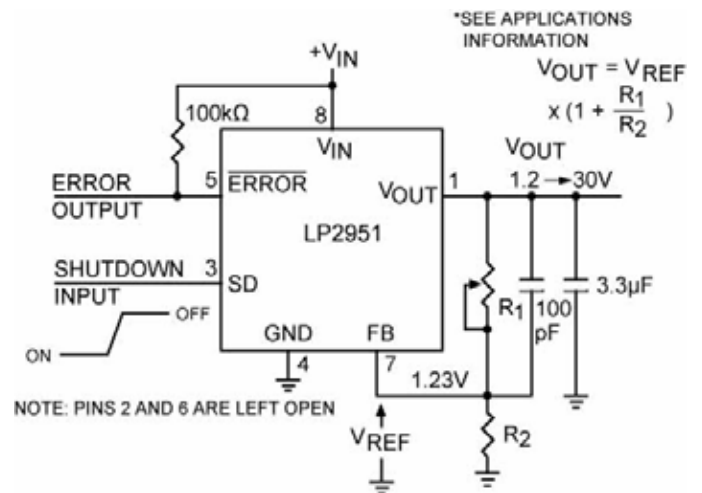 *SEE APPLICATIONS
INFORMATION
VOUT = VREF
x (1 + R1
R2 )
+VIN
100kΩ
8
VIN
ERROR
OUTPUT
5
ERROR
VOUT
1
VOUT
1.2 → 30V
LP2951
SHUTDOWN
INPUT
3
SD
OFF
ON
GND
FB
4
7
1.23V
R1
100
pF
3.3µF
NOTE: PINS 2 AND 6 ARE LEFT OPEN
VREF
R2